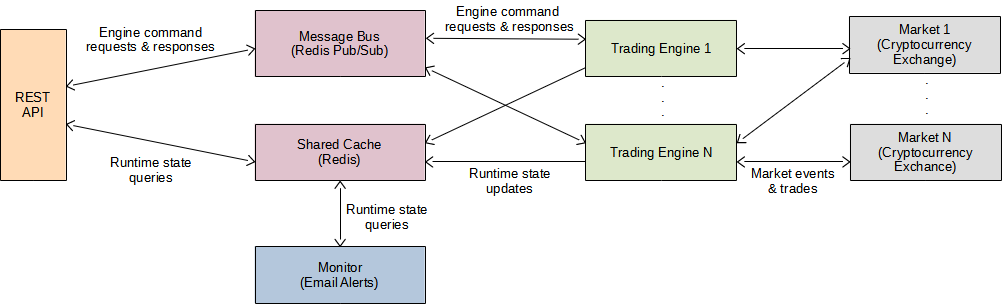 Engine command
requests & responses
Message Bus
(Redis Pub/Sub)
Engine command
requests & responses
Trading Engine 1
Market 1
(Cryptocurrency
Exchange)
REST
API
Shared Cache
(Redis)
Trading Engine N
Market N
(Cryptocurrency
Exchance)
Runtime state
queries
Runtime state
updates
Market events
& trades
Runtime state
queries
Monitor
(Email Alerts)